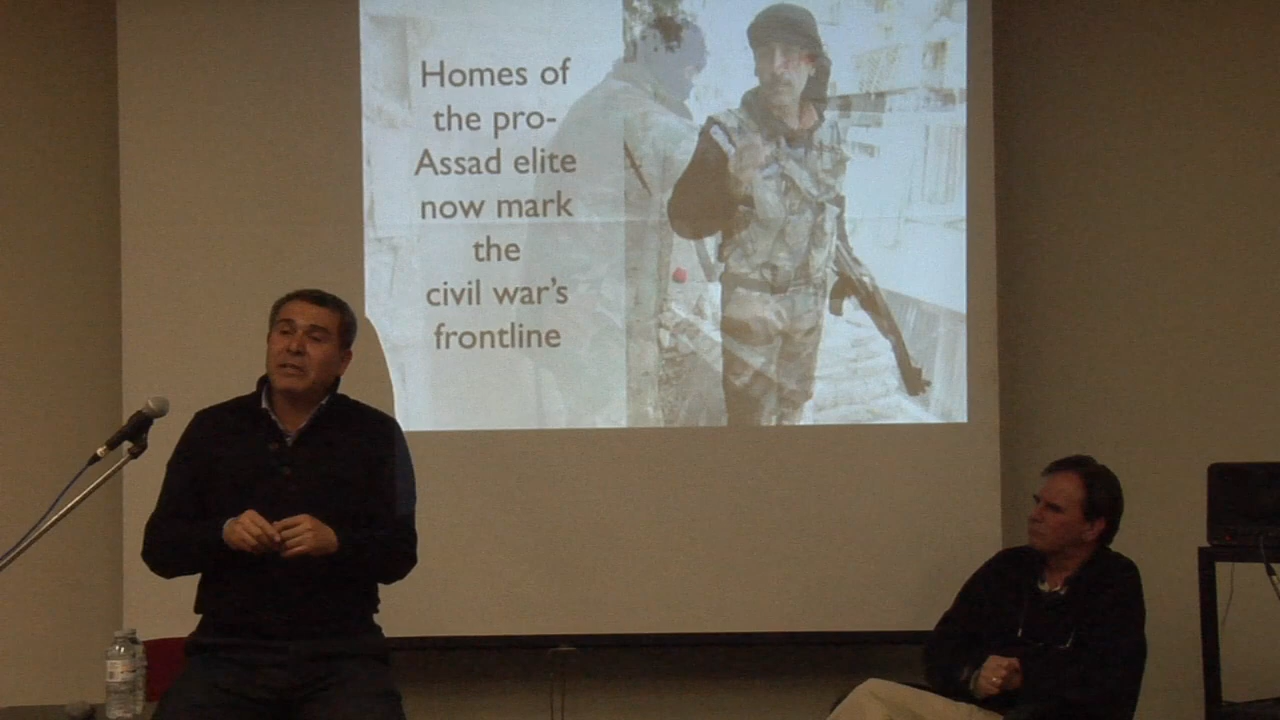 Homes of
the pro-
Assad elite
now mark
the
civil war's
frontline